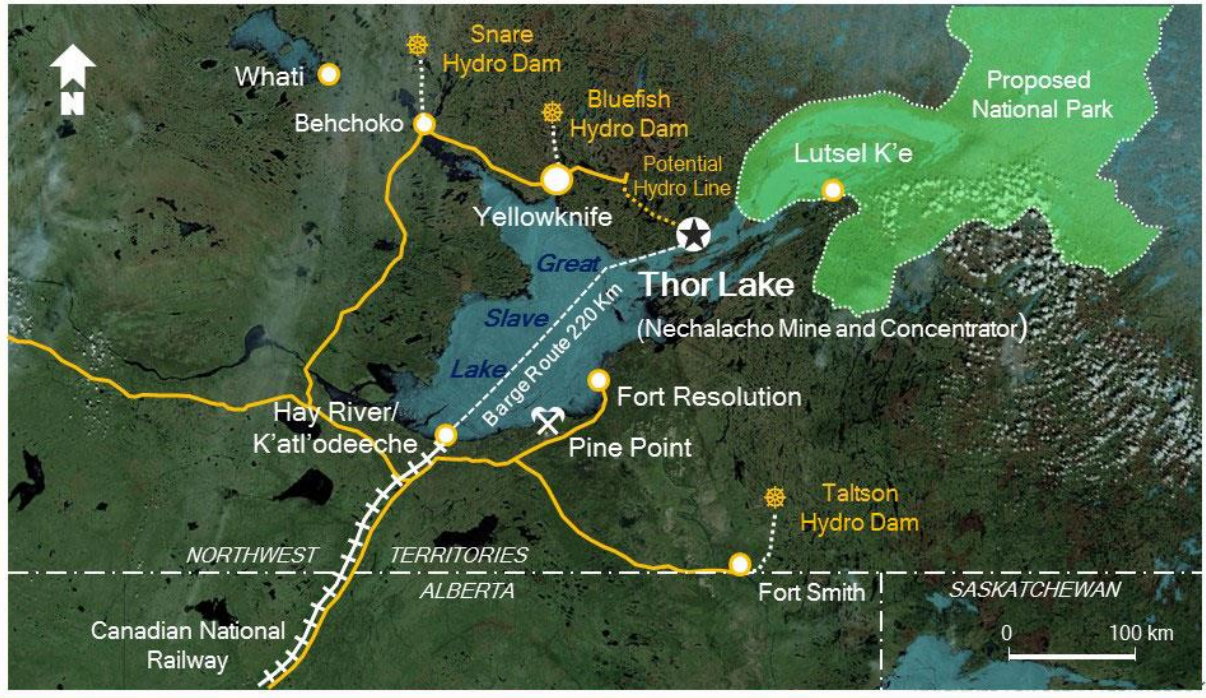 Snare
Hydro Dam
N
Whati
Behchoko
Bluefish
Hydro Dam
Proposed
National Park
Potential
Hydro Line
Lutsel K'e
Yellowknife
Great
Slave
Lake
Thor Lake
(Nechalacho Mine and Concentrator)
Barge Route 220 Km
Fort Resolution
Hay River/
K'atl'odeeche
Pine Point
Taltson
Hydro Dam
NORTHWEST TERRITORIES
ALBERTA
Fort Smith
SASKATCHEWAN
Canadian National
Railway
0 100 km